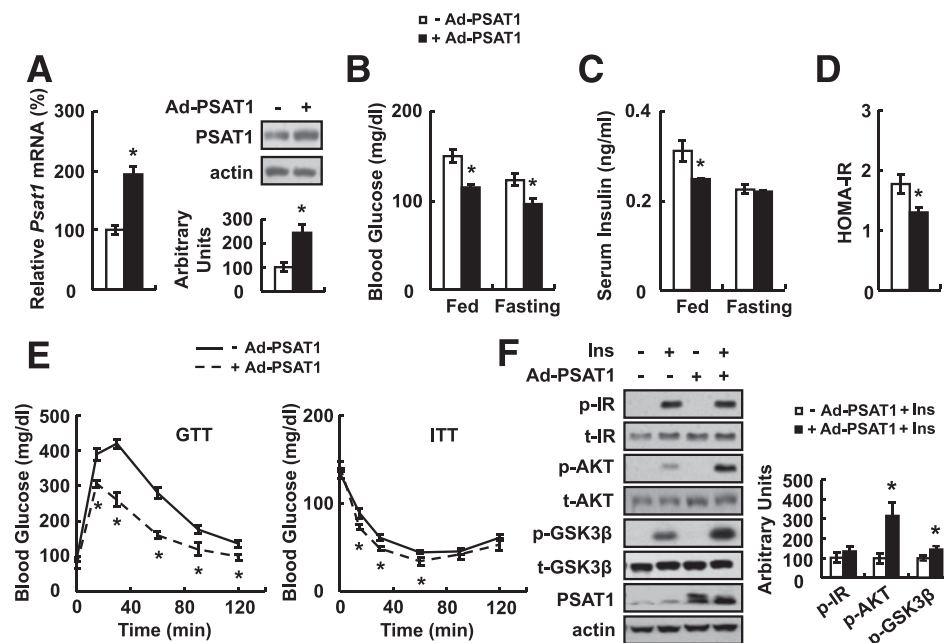 - Ad-PSAT1
+ Ad-PSAT1
A
Relative Psat1 mRNA (%)
300
200
100
0
*
Ad-PSAT1 - +
PSAT1
actin
Arbitrary Units
300
200
100
0
*
B
Blood Glucose (mg/dl)
300
200
100
0
* *
Fed Fasting
C
Serum Insulin (ng/ml)
0.4
0.2
0
*
Fed Fasting
D
HOMA-IR
3
2
1
0
*
E
- Ad-PSAT1
+ Ad-PSAT1
Blood Glucose (mg/dl)
500
400
300
200
100
0
GTT
* * * * *
0 40 80 120
Time (min)
Blood Glucose (mg/dl)
200
100
50
0
ITT
* * *
0 40 80 120
Time (min)
F
Ins - + - +
Ad-PSAT1 - - + +
p-IR
t-IR
p-AKT
t-AKT
p-GSK3β
t-GSK3β
PSAT1
actin
- Ad-PSAT1 + Ins
+ Ad-PSAT1 + Ins
Arbitrary Units
500
400
300
200
100
0
* *
p-IR
p-AKT
p-GSK3β